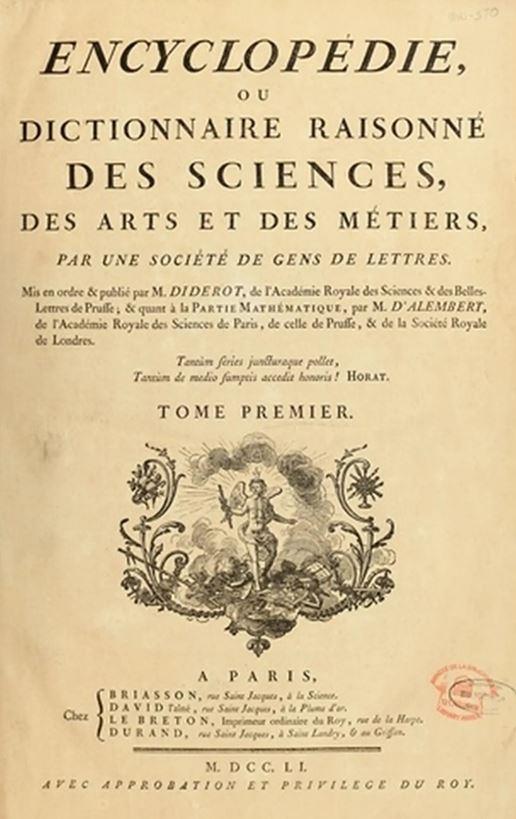 ENCYCLOPÉDIE,
OU
DICTIONNAIRE RAISONNÉ
DES SCIENCES,
DES ARTS ET DES MÉTIERS,
PAR UNE SOCIÉTÉ DE GENS DE LETTRES.
Mis en ordre & publié par M. DIDEROT, de l'Académie Royale des Sciences & des Belles-
Lettres de Prusse ; & quant à la PARTIE MATHÉMATIQUE, par M. D'ALEMBERT,
de l'Académie Royale des Sciences de Paris, de celle de Prusse, & de la Société Royale
de Londres.
Tantùm series juncturaque pollet,
Tantùm de medio sumptis accedit honoris ! HORAT.
TOME PREMIER.
A PARIS,
Chez
BRIASSON, rue Saint Jacques, à la Science.
DAVID l'aîné, rue Saint Jacques, à la Plume d'or.
LE BRETON, Imprimeur ordinaire du Roy, rue de la Harpe.
DURAND, rue Saint Jacques, à Saint Landry, & au Griffon.
M. DCC. LI.
AVEC APPROBATION ET PRIVILEGE DU ROY.